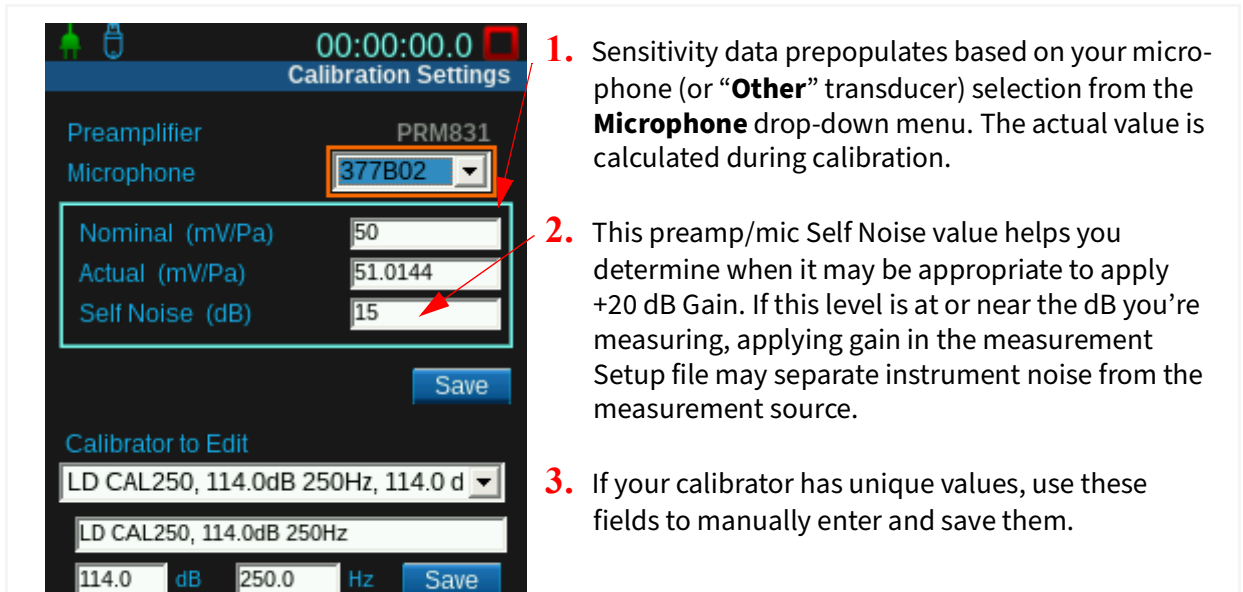 00:00:00.0
Calibration Settings
Preamplifier PRM831
Microphone 377B02
Nominal (mV/Pa) 50
Actual (mV/Pa) 51.0144
Self Noise (dB) 15
Save
Calibrator to Edit
LD CAL250, 114.0dB 250Hz, 114.0 d
LD CAL250, 114.0dB 250Hz
114.0 dB 250.0 Hz Save
1. Sensitivity data prepopulates based on your micro-
phone (or “Other” transducer) selection from the
Microphone drop-down menu. The actual value is
calculated during calibration.
2. This preamp/mic Self Noise value helps you
determine when it may be appropriate to apply
+20 dB Gain. If this level is at or near the dB you’re
measuring, applying gain in the measurement
Setup file may separate instrument noise from the
measurement source.
3. If your calibrator has unique values, use these
fields to manually enter and save them.